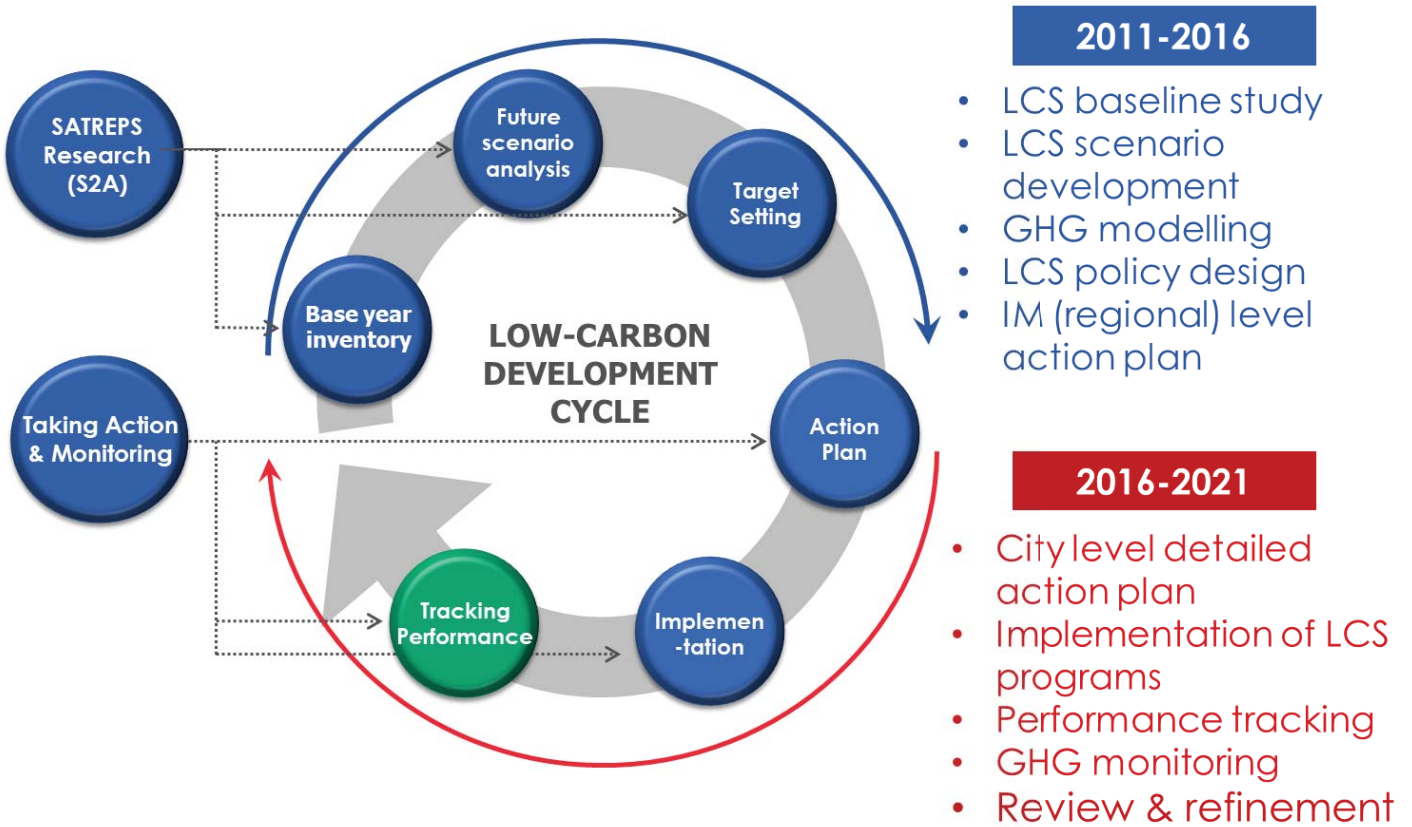 SATREPS
Research
(S2A)
Future
scenario
analysis
Target
Setting
Base year
inventory
LOW-CARBON
DEVELOPMENT
CYCLE
Taking Action
& Monitoring
Action
Plan
Tracking
Performance
Implemen
-tation
2011-2016
• LCS baseline study
• LCS scenario
development
• GHG modelling
• LCS policy design
• IM (regional) level
action plan
2016-2021
• City level detailed
action plan
• Implementation of LCS
programs
• Performance tracking
• GHG monitoring
• Review & refinement